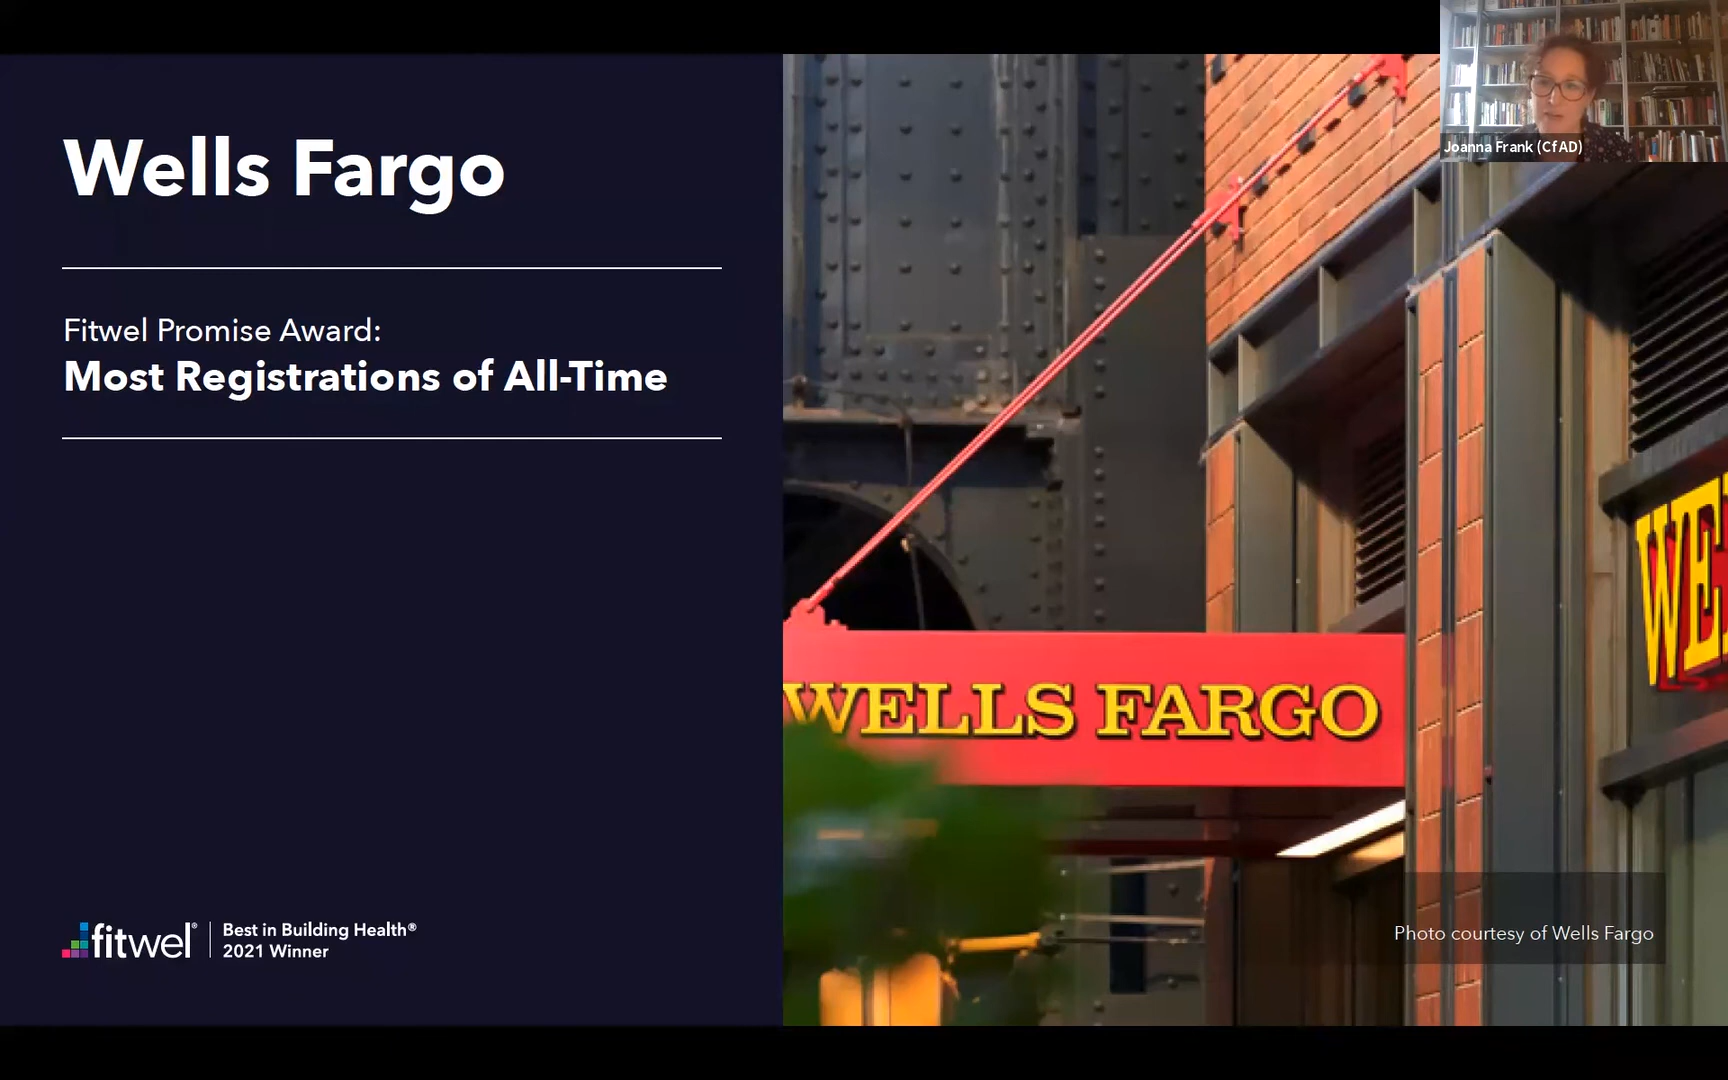 Wells Fargo
Joanna Frank (CfAD)
Fitwel Promise Award:
Most Registrations of All-Time
WELLS FARGO
WE
fitwel®
Best in Building Health®
2021 Winner
Photo courtesy of Wells Fargo